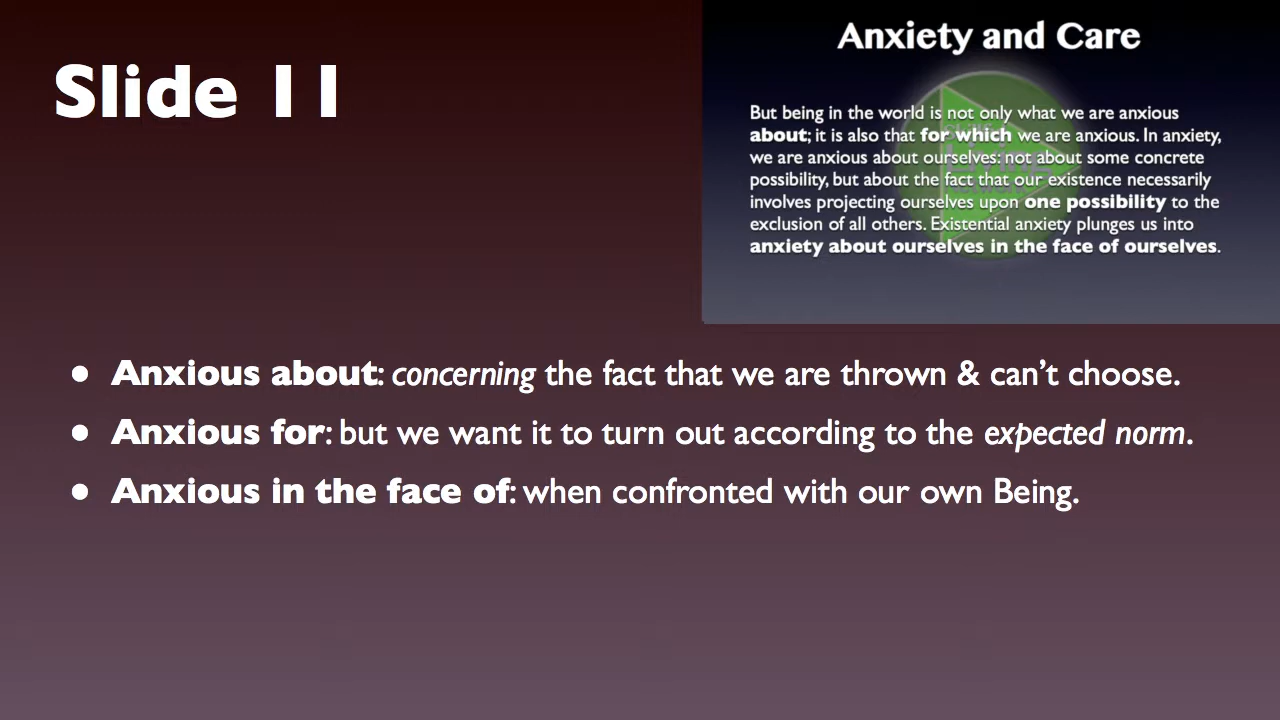 Slide 11
Anxiety and Care
But being in the world is not only what we are anxious
about; it is also that for which we are anxious. In anxiety,
we are anxious about ourselves: not about some concrete
possibility, but about the fact that our existence necessarily
involves projecting ourselves upon one possibility to the
exclusion of all others. Existential anxiety plunges us into
anxiety about ourselves in the face of ourselves.
• Anxious about: concerning the fact that we are thrown & can’t choose.
• Anxious for: but we want it to turn out according to the expected norm.
• Anxious in the face of: when confronted with our own Being.